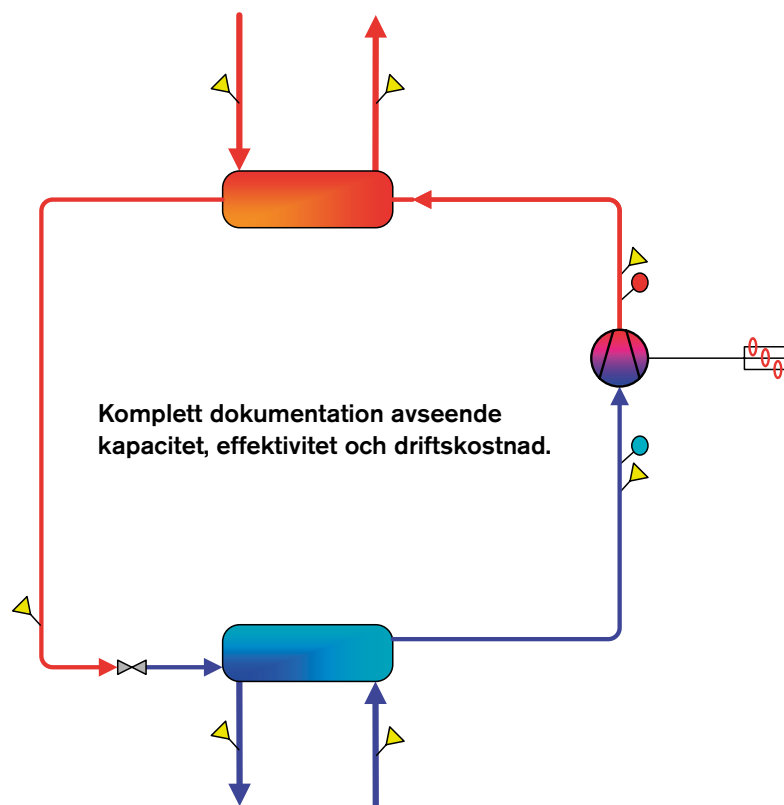 Komplett dokumentation avseende
kapacitet, effektivitet och driftskostnad.